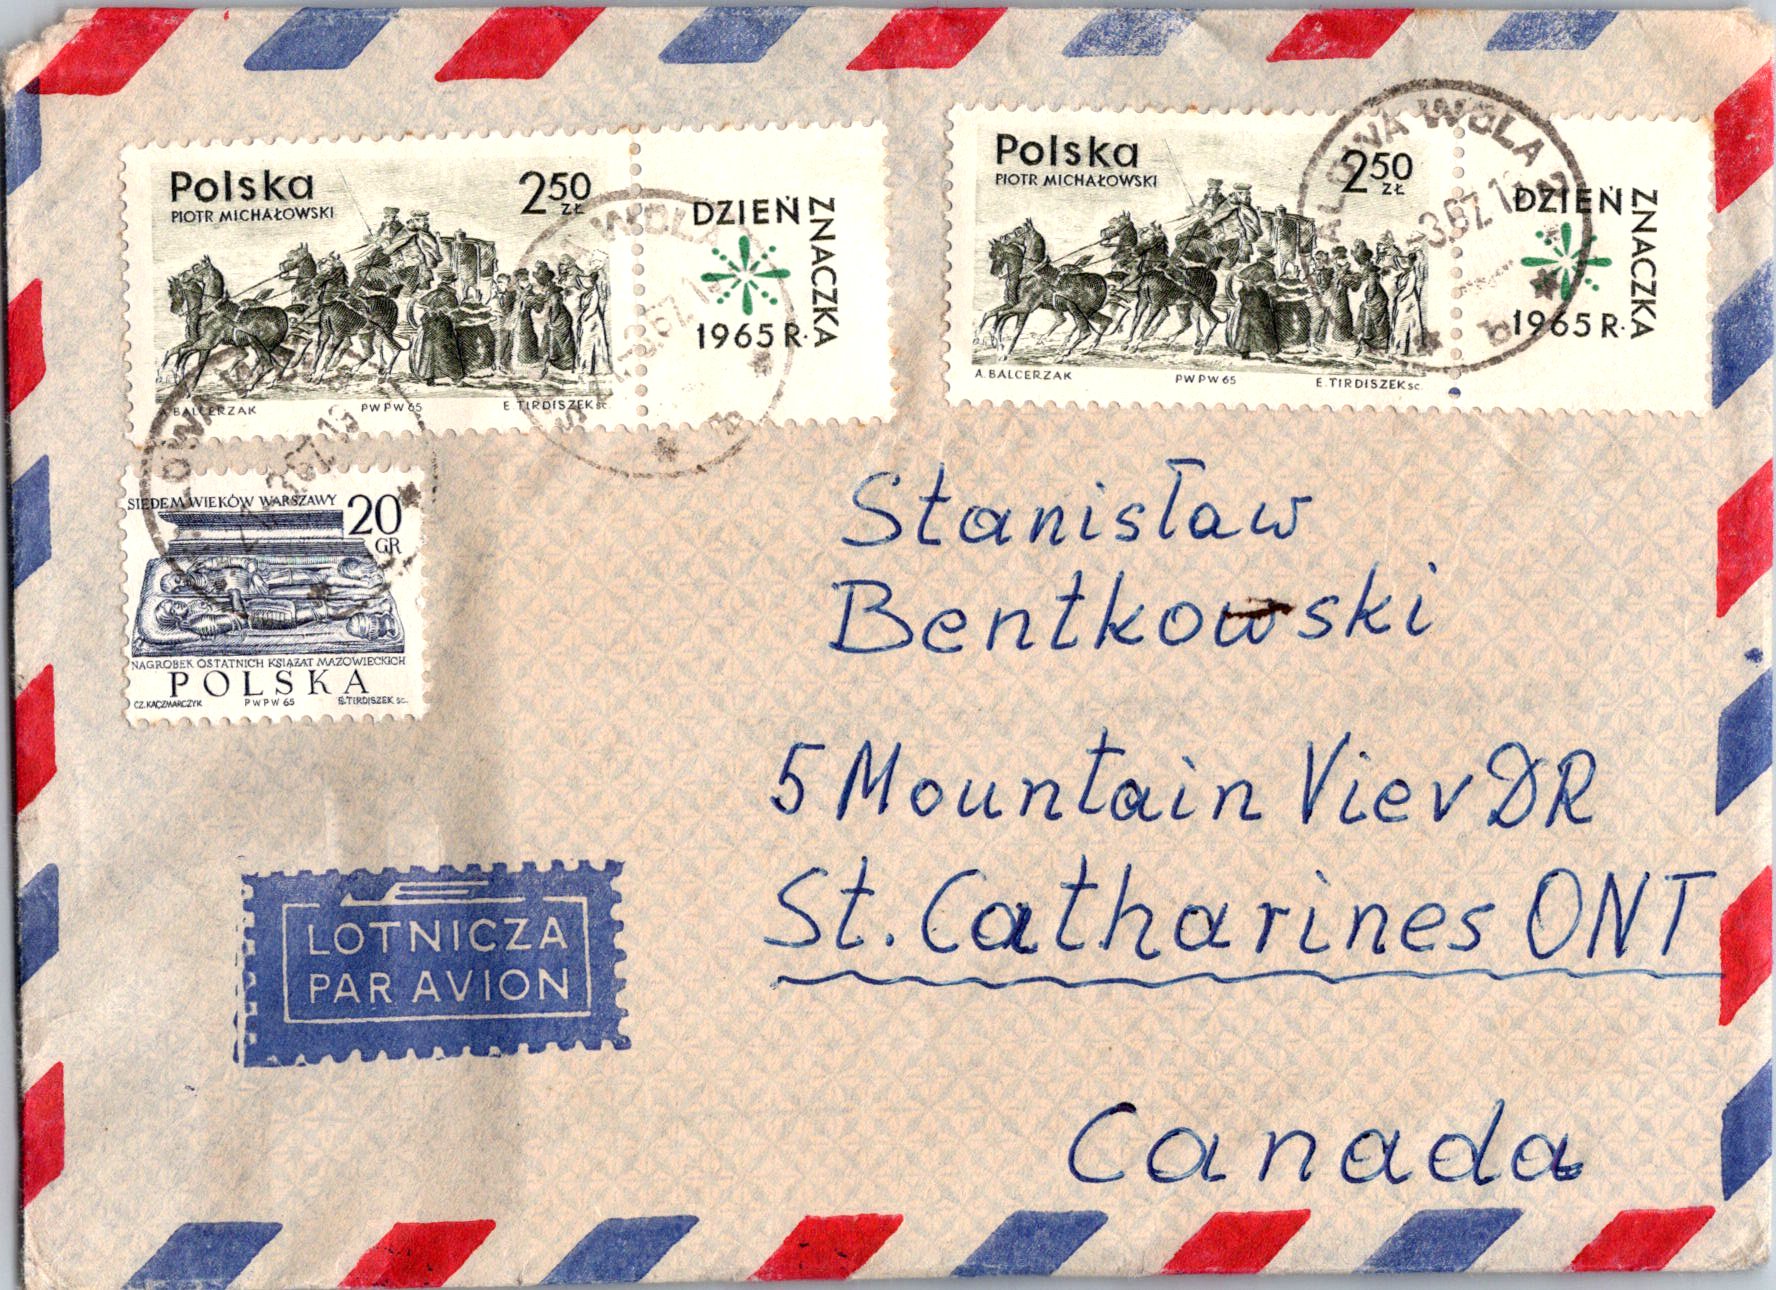 Polska
PIOTR MICHAŁOWSKI
2 50 ZŁ
A. BALCERZAK
PWPW 65
E. TIRDISZEK sc.
DZIEŃ
ZNACZKA
1965 R.
Polska
PIOTR MICHAŁOWSKI
2 50 ZŁ
A. BALCERZAK
PWPW 65
E. TIRDISZEK sc.
DZIEŃ
ZNACZKA
1965 R.
ALOWA WOLA
SIEDEM WIEKÓW WARSZAWY
20
GR
NAGROBEK OSTATNICH KSIĄŻĄT MAZOWIECKICH
POLSKA
CZ. KACZMARCZYK
PWPW 65
E. TIRDISZEK sc.
Stanisław
Bentkowski
5 Mountain Viev DR
St. Catharines ONT
Canada
LOTNICZA
PAR AVION